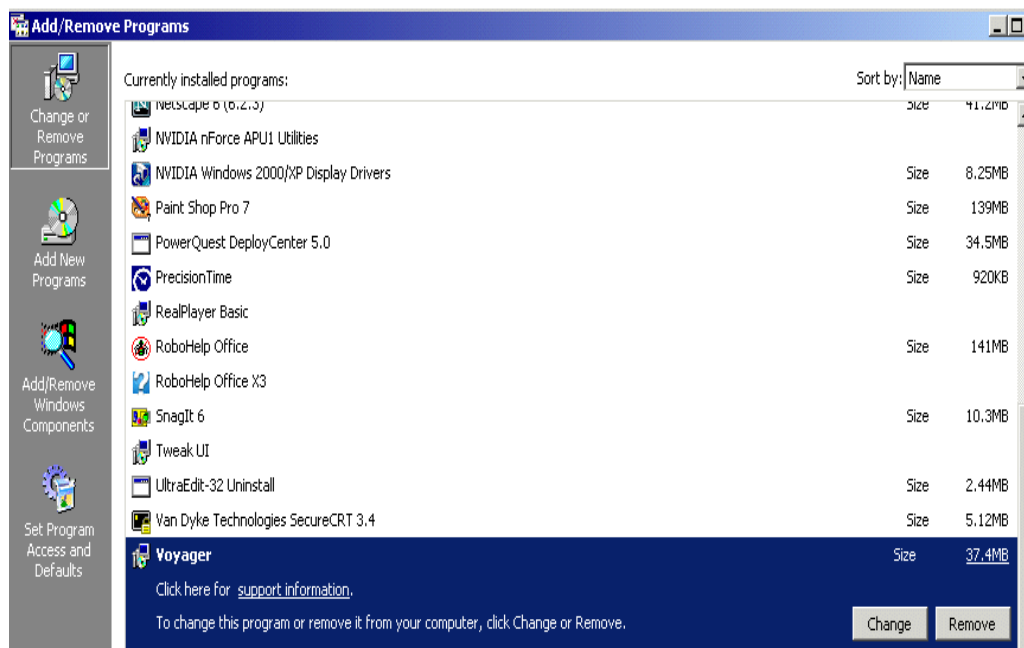 Add/Remove Programs
Change or
Remove
Programs
Add New
Programs
Add/Remove
Windows
Components
Set Program
Access and
Defaults
Currently installed programs: Sort by: Name
Netscape 6 (6.2.3) Size 41.2MB
NVIDIA nForce APU1 Utilities
NVIDIA Windows 2000/XP Display Drivers Size 8.25MB
Paint Shop Pro 7 Size 139MB
PowerQuest DeployCenter 5.0 Size 34.5MB
PrecisionTime Size 920KB
RealPlayer Basic
RoboHelp Office Size 141MB
RoboHelp Office X3
SnagIt 6 Size 10.3MB
Tweak UI
UltraEdit-32 Uninstall Size 2.44MB
Van Dyke Technologies SecureCRT 3.4 Size 5.12MB
Voyager Size 37.4MB
Click here for support information.
To change this program or remove it from your computer, click Change or Remove. Change Remove